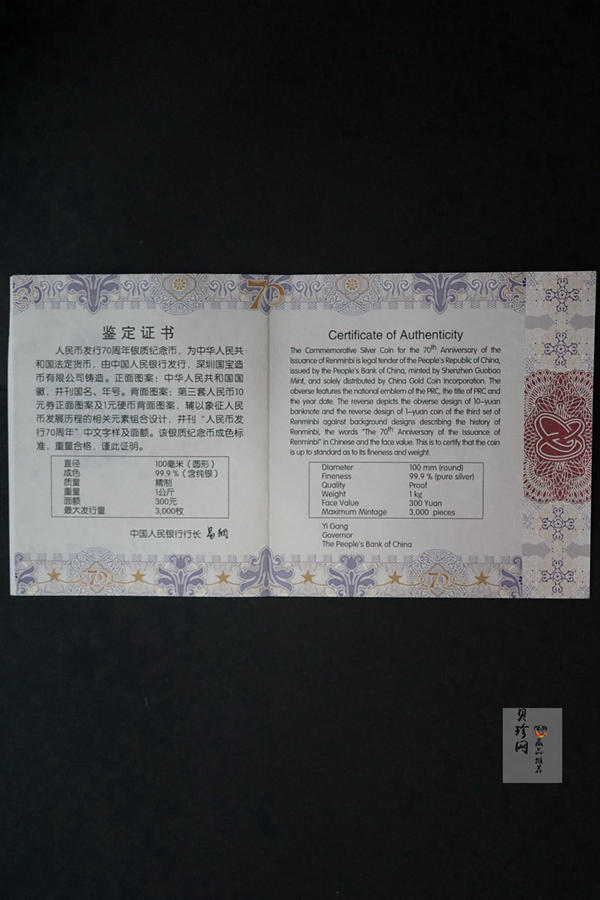 70
鉴定证书
人民币发行70周年银质纪念币，为中华人民共
和国法定货币，由中国人民银行发行，深圳国宝造
币有限公司铸造。正面图案：中华人民共和国国
徽，并刊国名、年号。背面图案：第三套人民币10
元券正面图案及1元硬币背面图案，辅以象征人民
币发展历程的相关元素组合设计，并刊“人民币发
行70周年”中文字样及面额。该银质纪念币成色标
准，重量合格，谨此证明。
直径 100毫米（圆形）
成色 99.9%（含纯银）
质量 精制
重量 1公斤
面额 300元
最大发行量 3,000枚
中国人民银行行长 易纲
70
Certificate of Authenticity
The Commemorative Silver Coin for the 70th Anniversary of the
Issuance of Renminbi is legal tender of the People's Republic of China,
issued by the People's Bank of China, minted by Shenzhen Guobao
Mint, and solely distributed by China Gold Coin Incorporation. The
obverse features the national emblem of the PRC, the title of PRC and
the year date. The reverse depicts the obverse design of 10-yuan
banknote and the reverse design of 1-yuan coin of the third set of
Renminbi against background designs describing the history of
Renminbi, the words "The 70th Anniversary of the Issuance of
Renminbi" in Chinese and the face value. This is to certify that the coin
is up to standard as to its fineness and weight.
Diameter 100 mm (round)
Fineness 99.9 % (pure silver)
Quality Proof
Weight 1 kg
Face Value 300 Yuan
Maximum Mintage 3,000 pieces
Yi Gang
Governor
The People's Bank of China
70
贝珍网
藏品推荐